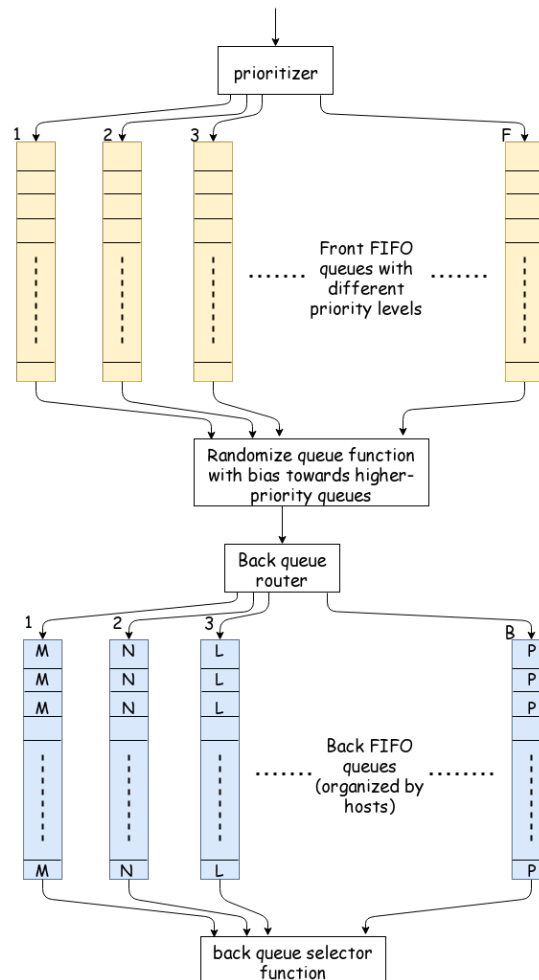 prioritizer
1 2 3 F
Front FIFO
queues with
different
priority levels
Randomize queue function
with bias towards higher-
priority queues
Back queue
router
1 2 3 B
M N L P
M N L P
M N L P
Back FIFO
queues
(organized by
hosts)
M N L P
back queue selector
function